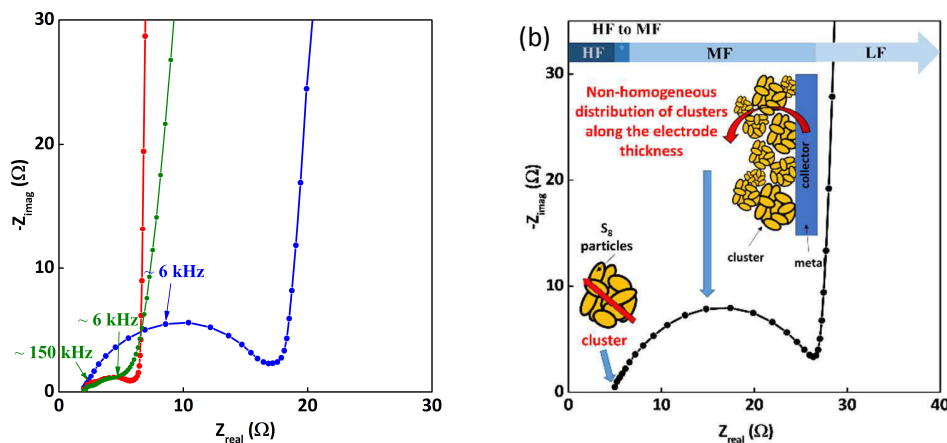 30
20
10
0
-Z_imag (Ω)
~ 6 kHz
~ 6 kHz
~ 150 kHz
0
10
20
30
Z_real (Ω)
(b)
HF to MF
HF
MF
LF
30
20
10
0
-Z_imag (Ω)
Non-homogeneous
distribution of clusters
along the electrode
thickness
collector
cluster
metal
S₈
particles
cluster
0
10
20
30
40
Z_real (Ω)